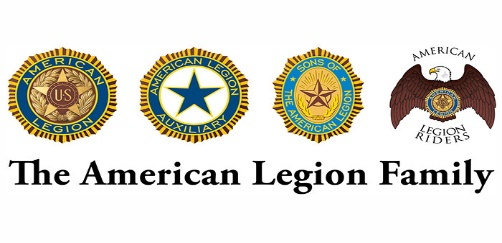 AMERICAN
US
LEGION
AMERICAN LEGION
AUXILIARY
SONS OF
THE AMERICAN LEGION
AMERICAN
LEGION
RIDERS
The American Legion Family